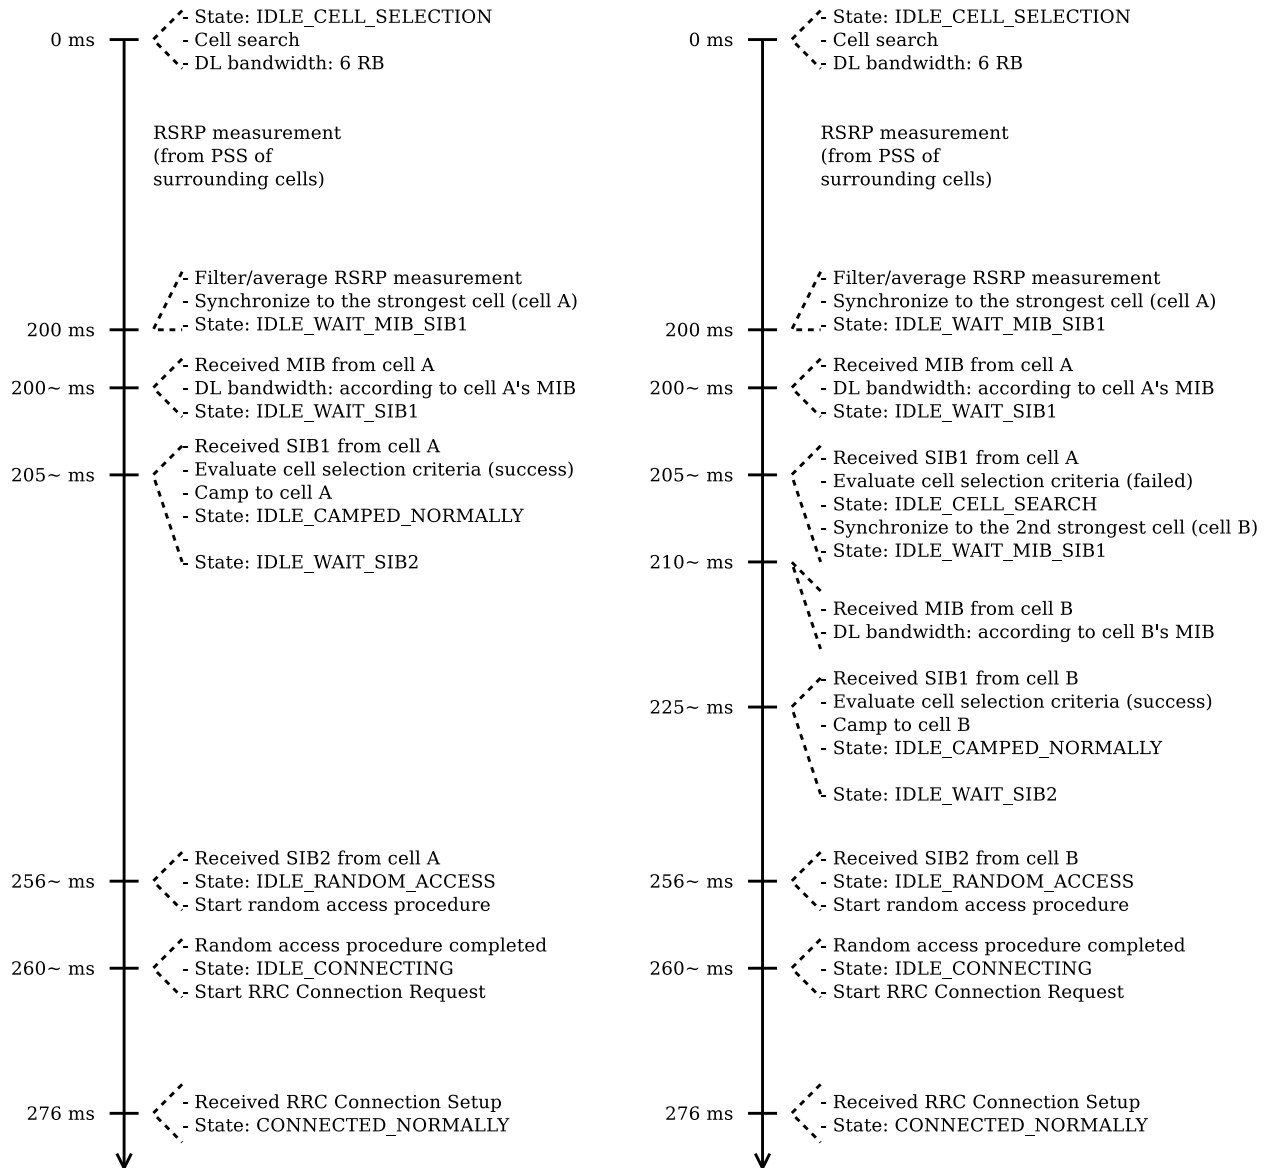 0 ms
- State: IDLE_CELL_SELECTION
- Cell search
- DL bandwidth: 6 RB
RSRP measurement
(from PSS of
surrounding cells)
200 ms
- Filter/average RSRP measurement
- Synchronize to the strongest cell (cell A)
- State: IDLE_WAIT_MIB_SIB1
200~ ms
- Received MIB from cell A
- DL bandwidth: according to cell A's MIB
- State: IDLE_WAIT_SIB1
205~ ms
- Received SIB1 from cell A
- Evaluate cell selection criteria (success)
- Camp to cell A
- State: IDLE_CAMPED_NORMALLY
- State: IDLE_WAIT_SIB2
256~ ms
- Received SIB2 from cell A
- State: IDLE_RANDOM_ACCESS
- Start random access procedure
260~ ms
- Random access procedure completed
- State: IDLE_CONNECTING
- Start RRC Connection Request
276 ms
- Received RRC Connection Setup
- State: CONNECTED_NORMALLY
0 ms
- State: IDLE_CELL_SELECTION
- Cell search
- DL bandwidth: 6 RB
RSRP measurement
(from PSS of
surrounding cells)
200 ms
- Filter/average RSRP measurement
- Synchronize to the strongest cell (cell A)
- State: IDLE_WAIT_MIB_SIB1
200~ ms
- Received MIB from cell A
- DL bandwidth: according to cell A's MIB
- State: IDLE_WAIT_SIB1
205~ ms
- Received SIB1 from cell A
- Evaluate cell selection criteria (failed)
- State: IDLE_CELL_SEARCH
- Synchronize to the 2nd strongest cell (cell B)
- State: IDLE_WAIT_MIB_SIB1
210~ ms
- Received MIB from cell B
- DL bandwidth: according to cell B's MIB
225~ ms
- Received SIB1 from cell B
- Evaluate cell selection criteria (success)
- Camp to cell B
- State: IDLE_CAMPED_NORMALLY
- State: IDLE_WAIT_SIB2
256~ ms
- Received SIB2 from cell B
- State: IDLE_RANDOM_ACCESS
- Start random access procedure
260~ ms
- Random access procedure completed
- State: IDLE_CONNECTING
- Start RRC Connection Request
276 ms
- Received RRC Connection Setup
- State: CONNECTED_NORMALLY